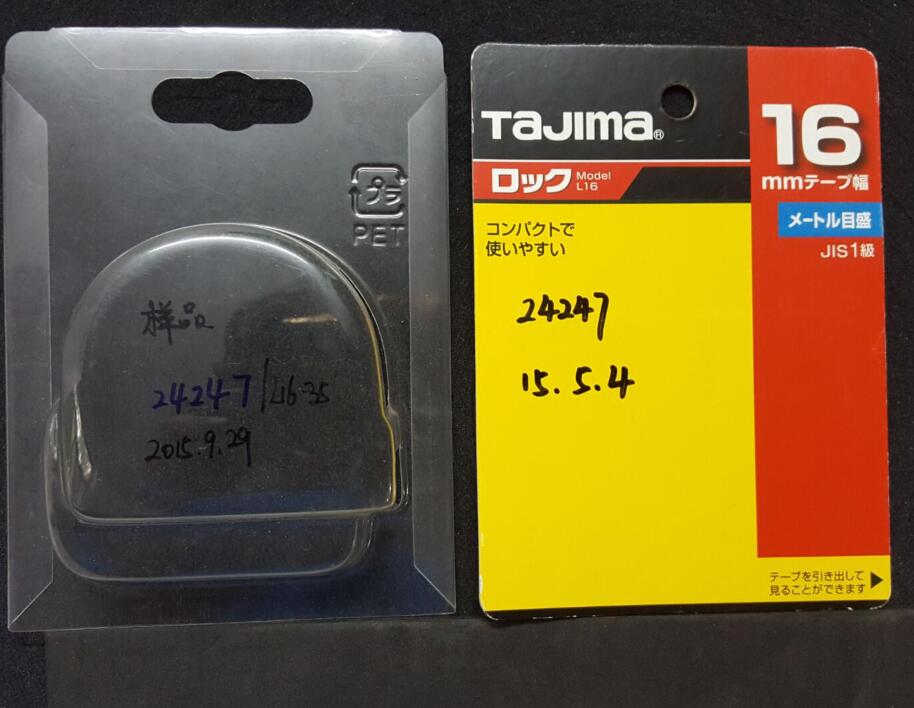 プラ
PET
样品
24247/L16-35
2015.9.29
TaJIma®
ロック Model L16
16
mmテープ幅
メートル目盛
JIS1級
コンパクトで
使いやすい
24247
15.5.4
テープを引き出して
見ることができます